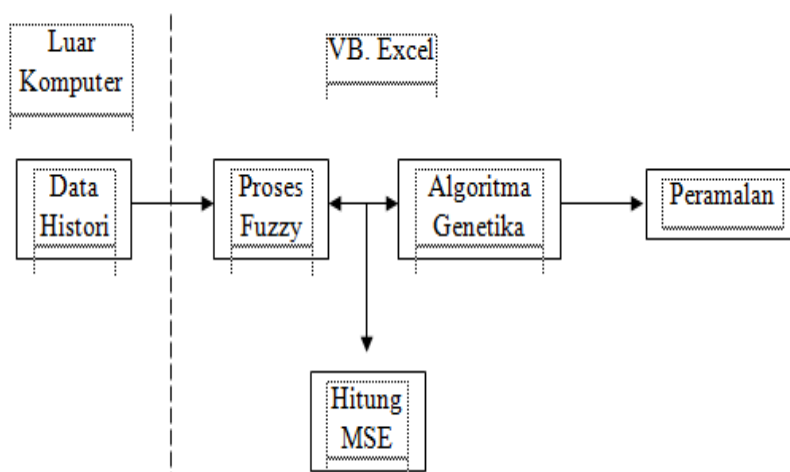 Luar
Komputer
VB. Excel
Data
Histori
Proses
Fuzzy
Algoritma
Genetika
Peramalan
Hitung
MSE